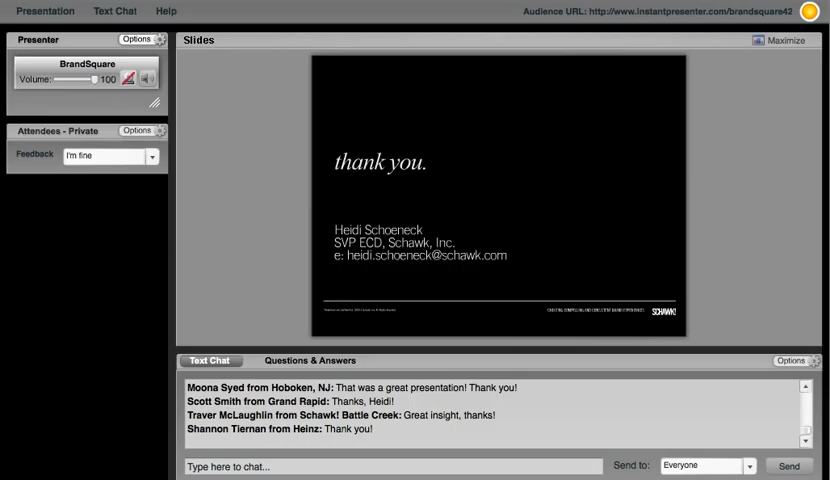 Presentation Text Chat Help
Audience URL: http://www.instantpresenter.com/brandsquare42
Presenter
Options
BrandSquare
Volume: 100
Attendees - Private
Options
Feedback
I'm fine
Slides
Maximize
thank you.
Heidi Schoeneck
SVP ECD, Schawk, Inc.
e: heidi.schoeneck@schawk.com
SCHAWK!
Text Chat
Questions & Answers
Options
Moona Syed from Hoboken, NJ: That was a great presentation! Thank you!
Scott Smith from Grand Rapid: Thanks, Heidi!
Traver McLaughlin from Schawk! Battle Creek: Great insight, thanks!
Shannon Tiernan from Heinz: Thank you!
Type here to chat...
Send to:
Everyone
Send